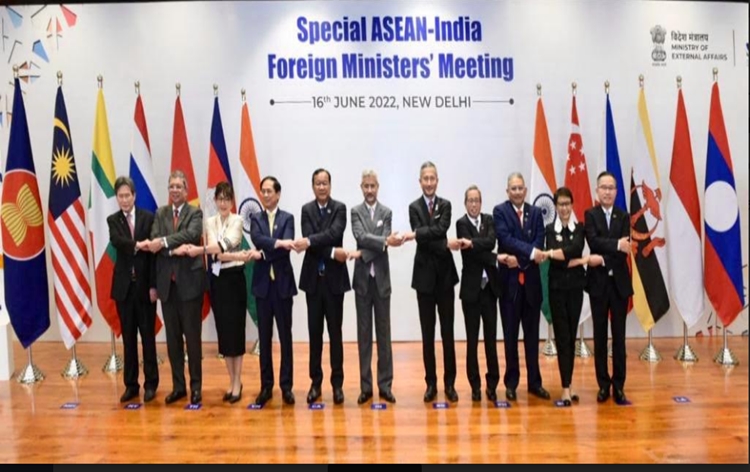 Special ASEAN-India
Foreign Ministers' Meeting
16th JUNE 2022, NEW DELHI
विदेश मंत्रालय
MINISTRY OF
EXTERNAL AFFAIRS